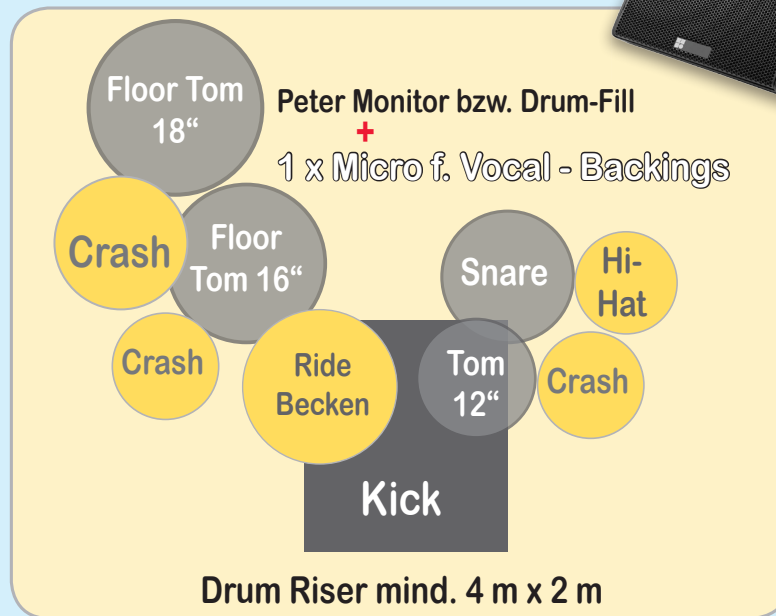 Floor Tom
18“
Peter Monitor bzw. Drum-Fill
+
1 x Micro f. Vocal - Backings
Crash
Floor
Tom 16“
Snare
Hi-
Hat
Crash
Ride
Becken
Tom
12“
Crash
Kick
Drum Riser mind. 4 m x 2 m